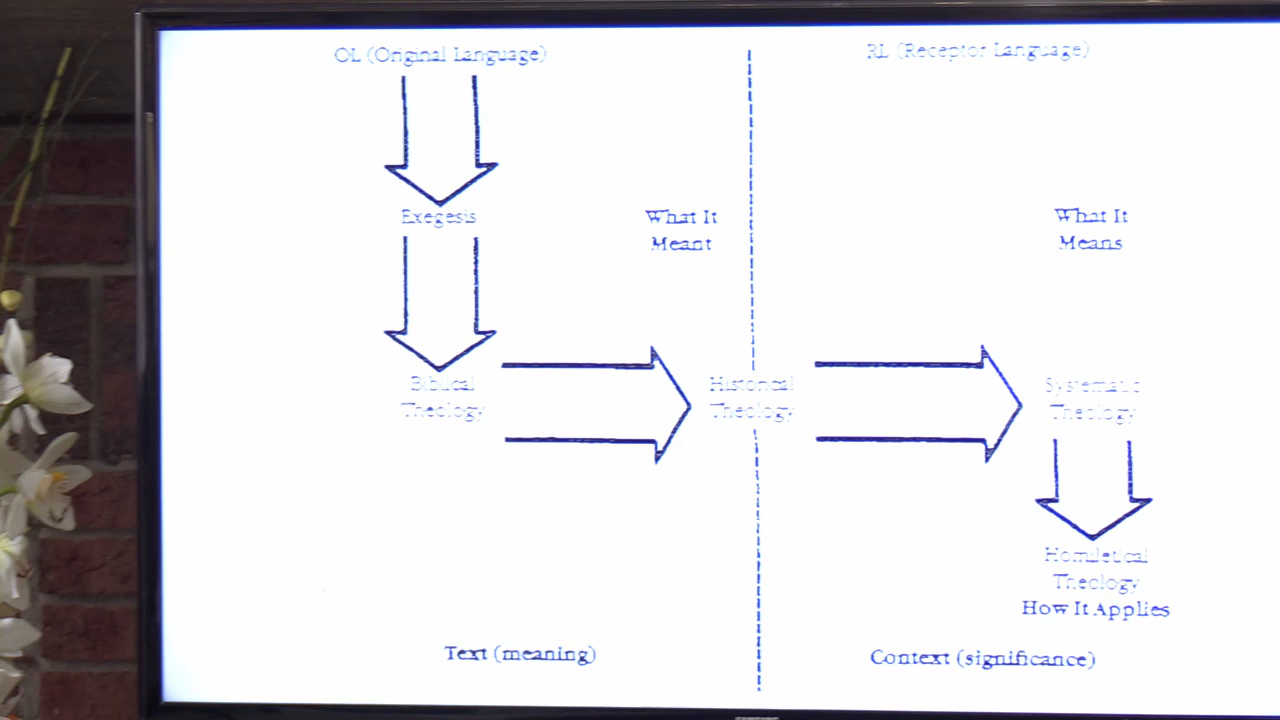 OL (Original Language)
RL (Receptor Language)
Exegesis
What It
Meant
What It
Means
Biblical
Theology
Historical
Theology
Systematic
Theology
Homiletical
Theology
How It Applies
Text (meaning)
Context (significance)